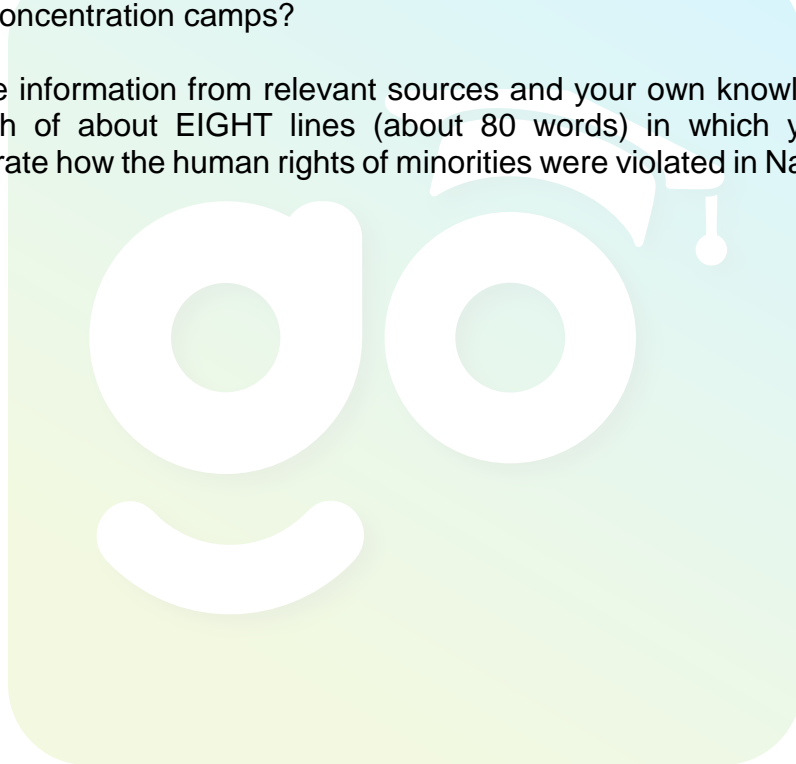 oncentration camps?
e information from relevant sources and your own knowl
h of about EIGHT lines (about 80 words) in which y
rate how the human rights of minorities were violated in Na
go